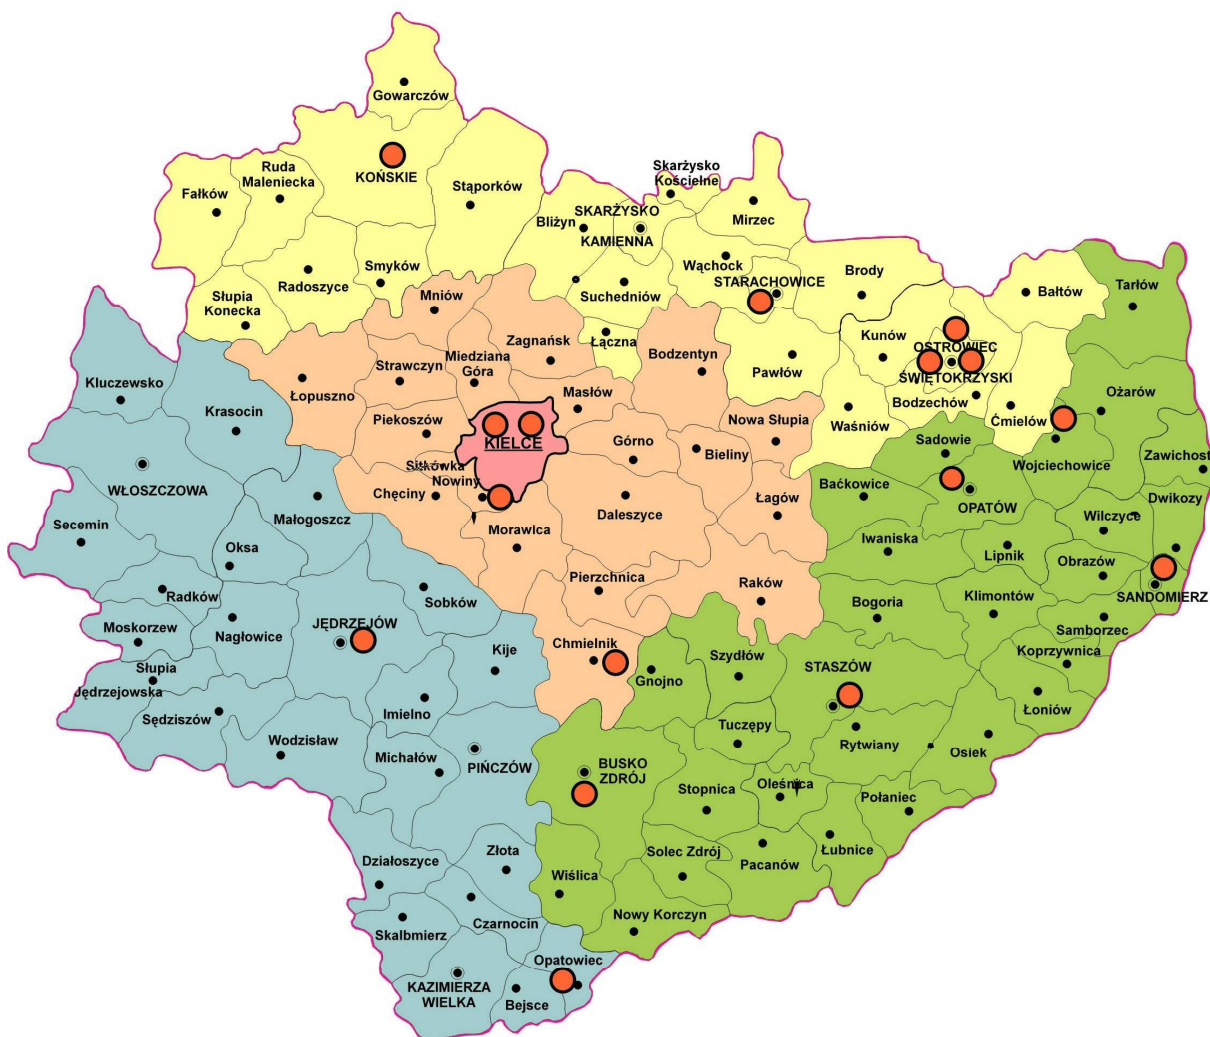 Gowarczów
KOŃSKIE
Ruda
Maleniecka
Fałków
Stąporków
Skarżysko
Kościelne
SKARŻYSKO
KAMIENNA
Bliżyn
Mirzec
Wąchock
STARACHOWICE
Brody
Bałtów
Tarłów
Radoszyce
Smyków
Suchedniów
Słupia
Konecka
Mniów
Zagnańsk
Łączna
Bodzentyn
Pawłów
Kunów
OSTROWIEC
ŚWIĘTOKRZYSKI
Bodzechów
Ćmielów
Ożarów
Kluczewsko
Krasocin
Łopuszno
Strawczyn
Miedziana
Góra
Masłów
Piekoszów
KIELCE
Górno
Bieliny
Nowa Słupia
Waśniów
Sadowie
Wojciechowice
Zawichost
WŁOSZCZOWA
Małogoszcz
Chęciny
Sitkówka
Nowiny
Morawica
Daleszyce
Łagów
Baćkowice
OPATÓW
Dwikozy
Wilczyce
Secemin
Oksa
Radków
Sobków
Pierzchnica
Raków
Iwaniska
Lipnik
Obrazów
SANDOMIERZ
Moskorzew
Nagłowice
JĘDRZEJÓW
Kije
Chmielnik
Gnojno
Szydłów
Bogoria
Klimontów
Samborzec
Koprzywnica
Słupia
Jędrzejowska
Sędziszów
Imielno
STASZÓW
Łoniów
Wodzisław
Michałów
PIŃCZÓW
BUSKO
ZDRÓJ
Tuczępy
Rytwiany
Osiek
Stopnica
Oleśnica
Połaniec
Działoszyce
Złota
Wiślica
Solec Zdrój
Pacanów
Łubnice
Skalbmierz
Czarnocin
Nowy Korczyn
KAZIMIERZA
WIELKA
Opatowiec
Bejsce